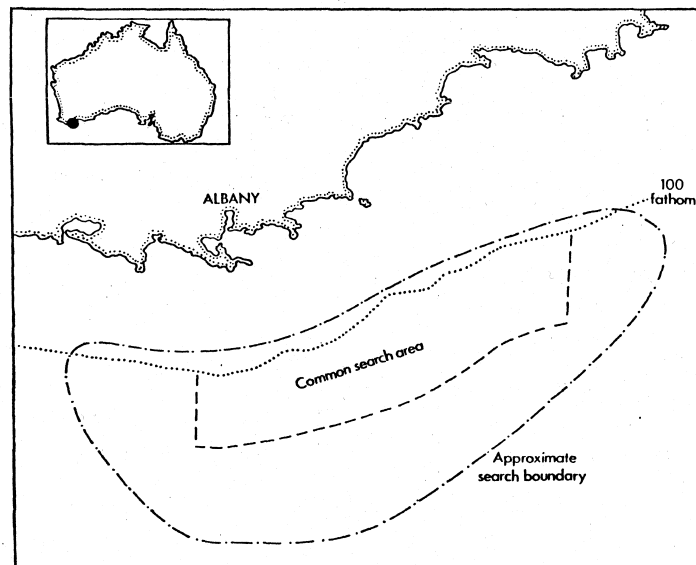 ALBANY
100
fathom
Common search area
Approximate
search boundary